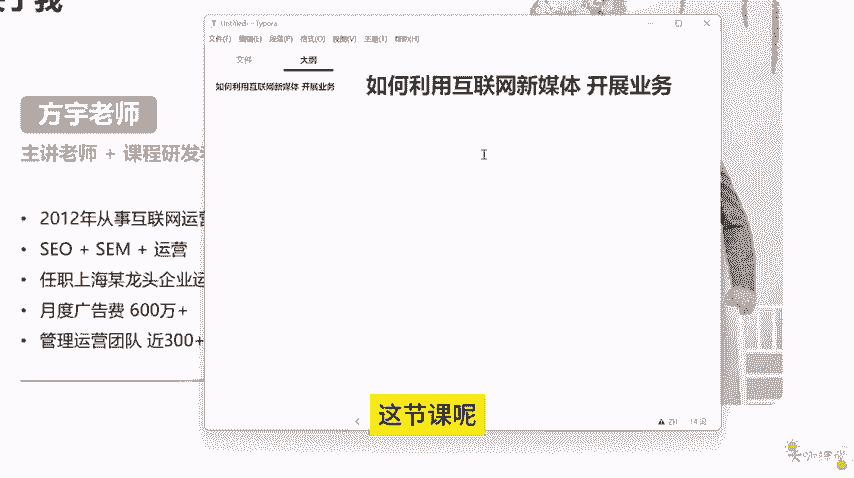 Untitled - Typora
文件(F) 编辑(E) 段落(P) 格式(O) 视图(V) 主题(T) 帮助(H)
文件 大纲
如何利用互联网新媒体 开展业务
如何利用互联网新媒体 开展业务
方宇老师
主讲老师 + 课程研发
2012年从事互联网运营
SEO + SEM + 运营
任职上海某龙头企业运
月度广告费 600万+
管理运营团队 近300+
这节课呢
14 词